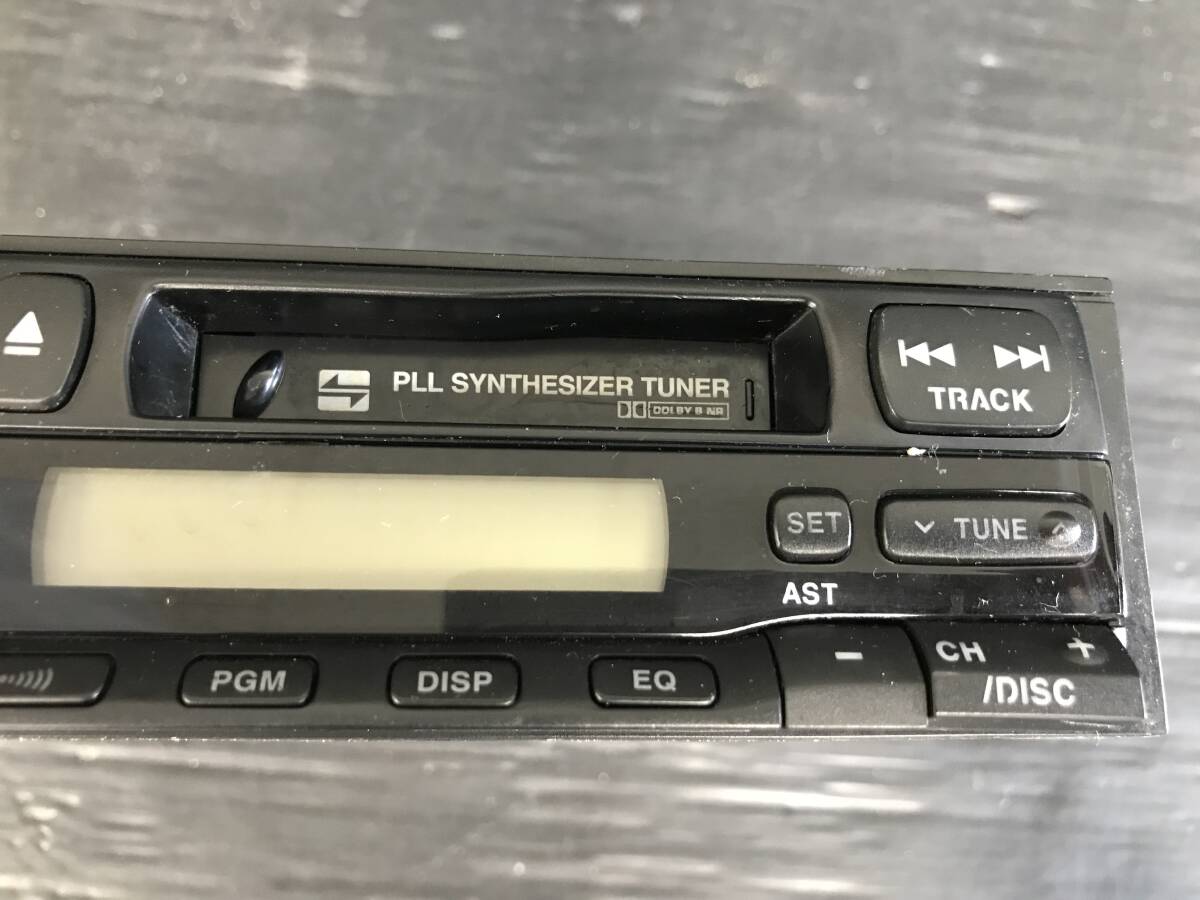 PLL SYNTHESIZER TUNER
DOLBY B NR
TRACK
SET
TUNE
AST
PGM
DISP
EQ
−
CH +
/DISC